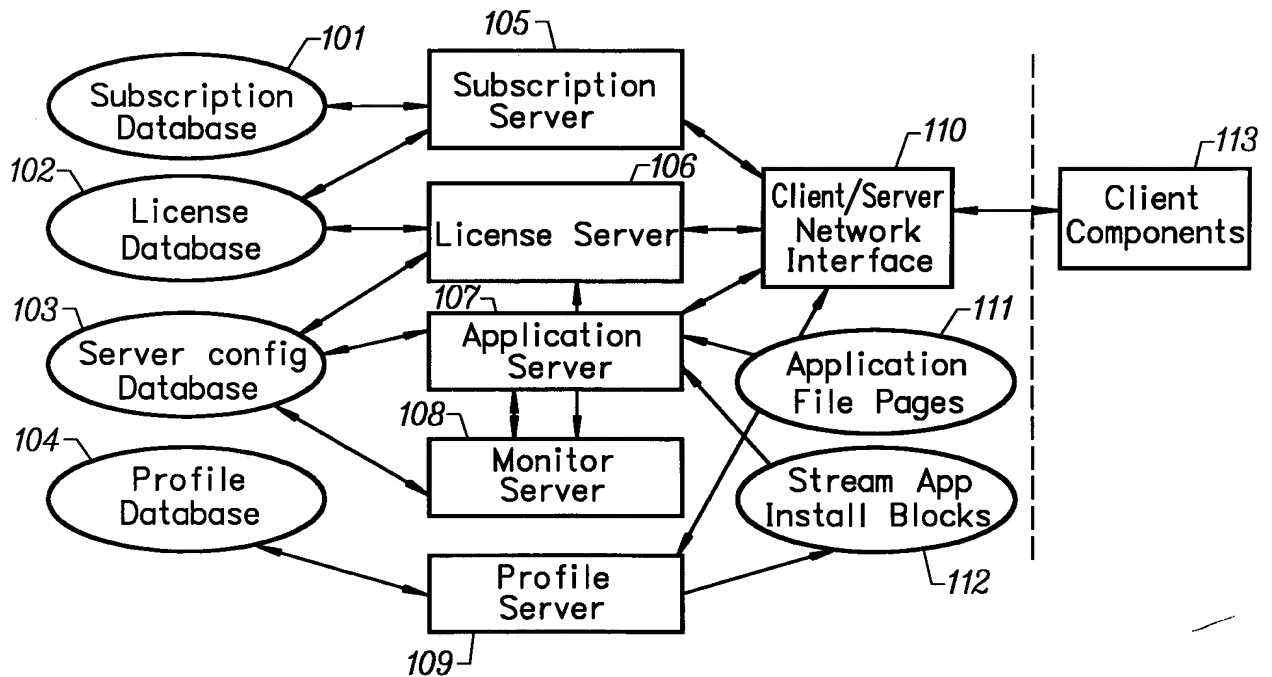 101
Subscription
Database
105
Subscription
Server
102
License
Database
106
License Server
110
Client/Server
Network
Interface
113
Client
Components
103
Server config
Database
107
Application
Server
111
Application
File Pages
104
Profile
Database
108
Monitor
Server
Stream App
Install Blocks
112
Profile
Server
109